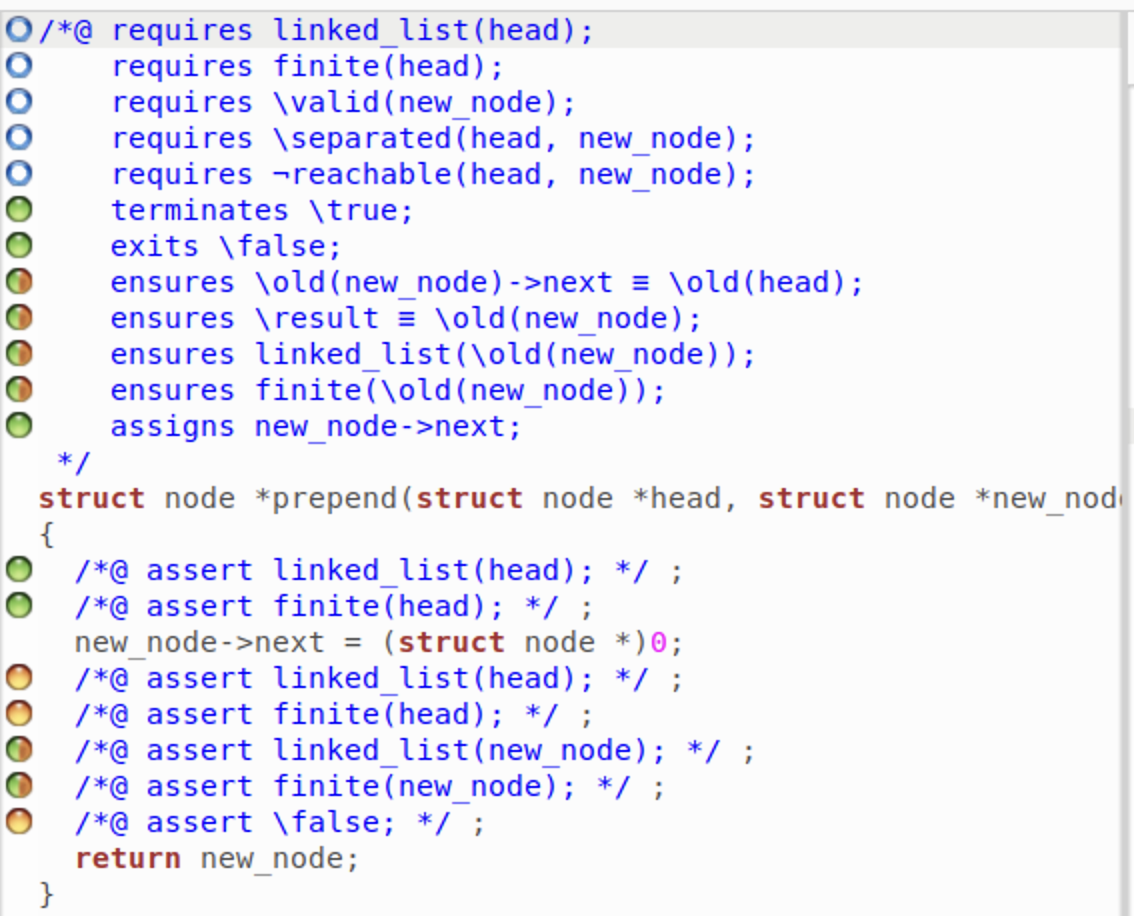 /*@ requires linked_list(head);
    requires finite(head);
    requires \valid(new_node);
    requires \separated(head, new_node);
    requires ¬reachable(head, new_node);
    terminates \true;
    exits \false;
    ensures \old(new_node)->next ≡ \old(head);
    ensures \result ≡ \old(new_node);
    ensures linked_list(\old(new_node));
    ensures finite(\old(new_node));
    assigns new_node->next;
 */
struct node *prepend(struct node *head, struct node *new_nod
{
  /*@ assert linked_list(head); */ ;
  /*@ assert finite(head); */ ;
  new_node->next = (struct node *)0;
  /*@ assert linked_list(head); */ ;
  /*@ assert finite(head); */ ;
  /*@ assert linked_list(new_node); */ ;
  /*@ assert finite(new_node); */ ;
  /*@ assert \false; */ ;
  return new_node;
}